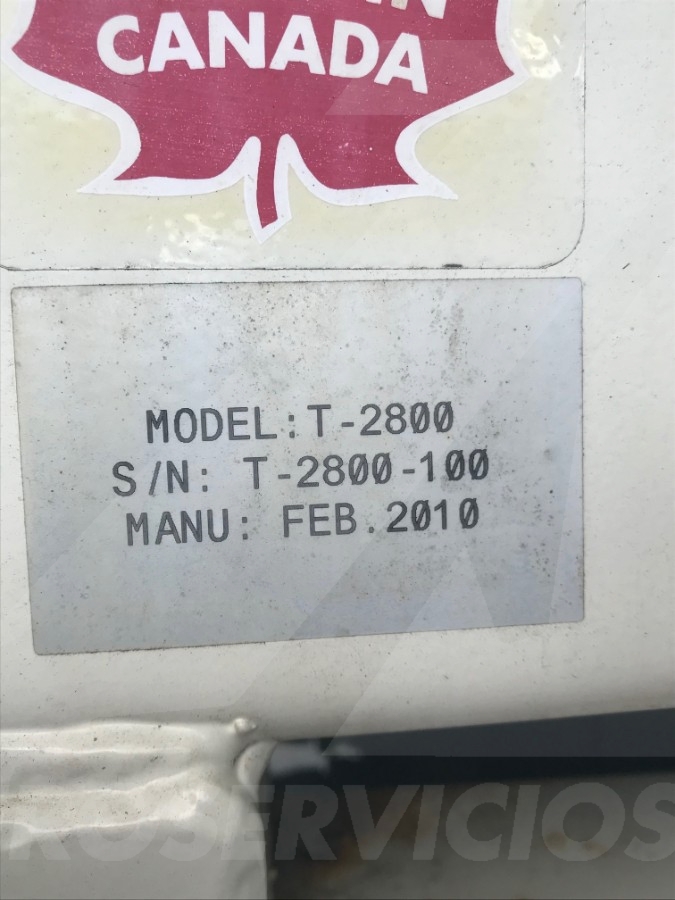 CANADA
MODEL:T-2800
S/N: T-2800-100
MANU: FEB.2010
ROSERVICIOS